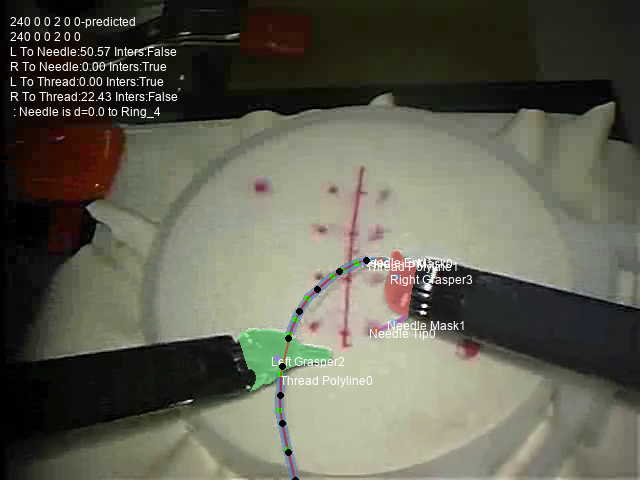 240 0 0 2 0 0-predicted
240 0 0 2 0 0
L To Needle:50.57 Inters:False
R To Needle:0.00 Inters:True
L To Thread:0.00 Inters:True
R To Thread:22.43 Inters:False
: Needle is d=0.0 to Ring_4
Thread Polyline1
Right Grasper3
Needle Mask1
Needle Tip0
Left Grasper2
Thread Polyline0